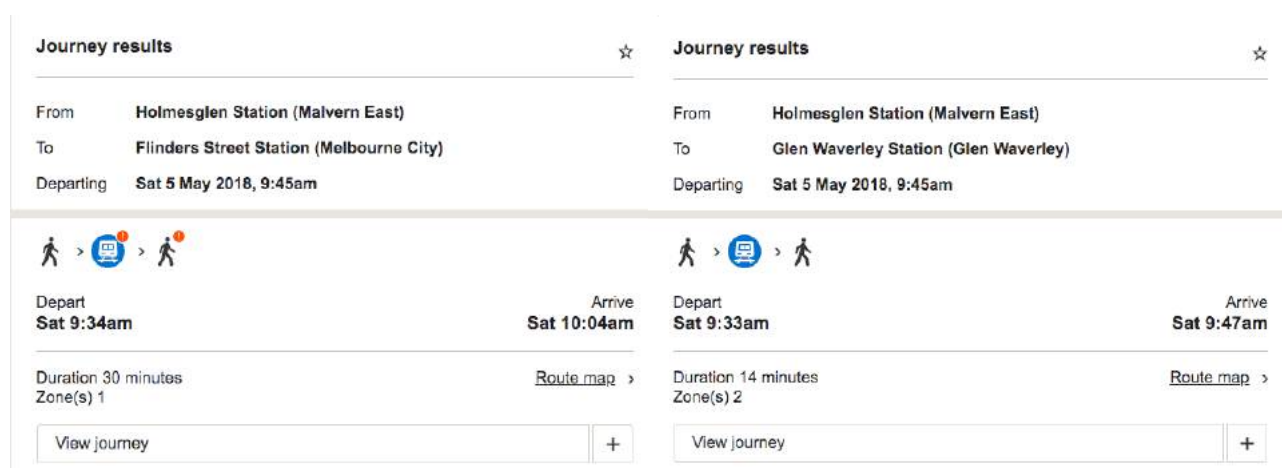 Journey results
From Holmesglen Station (Malvern East)
To Flinders Street Station (Melbourne City)
Departing Sat 5 May 2018, 9:45am
Depart Arrive
Sat 9:34am Sat 10:04am
Duration 30 minutes Route map
Zone(s) 1
View journey
Journey results
From Holmesglen Station (Malvern East)
To Glen Waverley Station (Glen Waverley)
Departing Sat 5 May 2018, 9:45am
Depart Arrive
Sat 9:33am Sat 9:47am
Duration 14 minutes Route map
Zone(s) 2
View journey